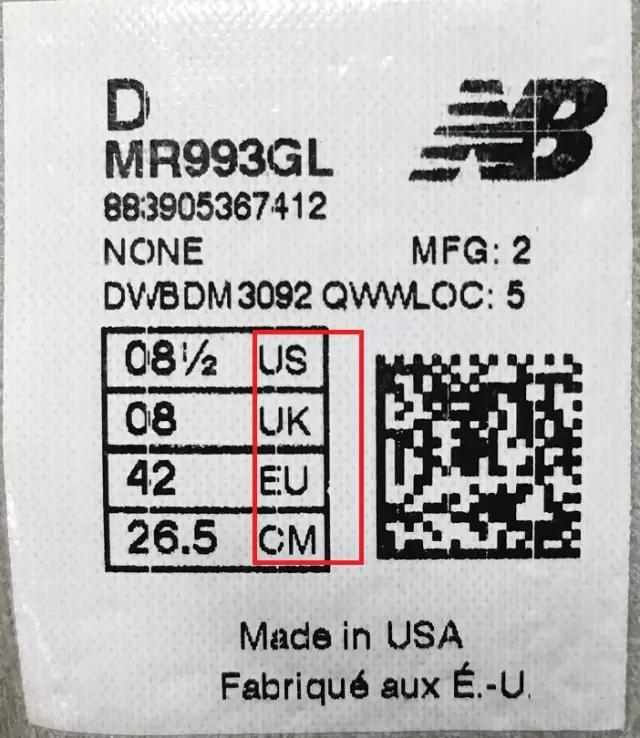 D
NB
MR993GL
883905367412
NONE MFG: 2
DWBDM3092 QWWLOC: 5
08½ US
08 UK
42 EU
26.5 CM
Made in USA
Fabriqué aux É.-U.